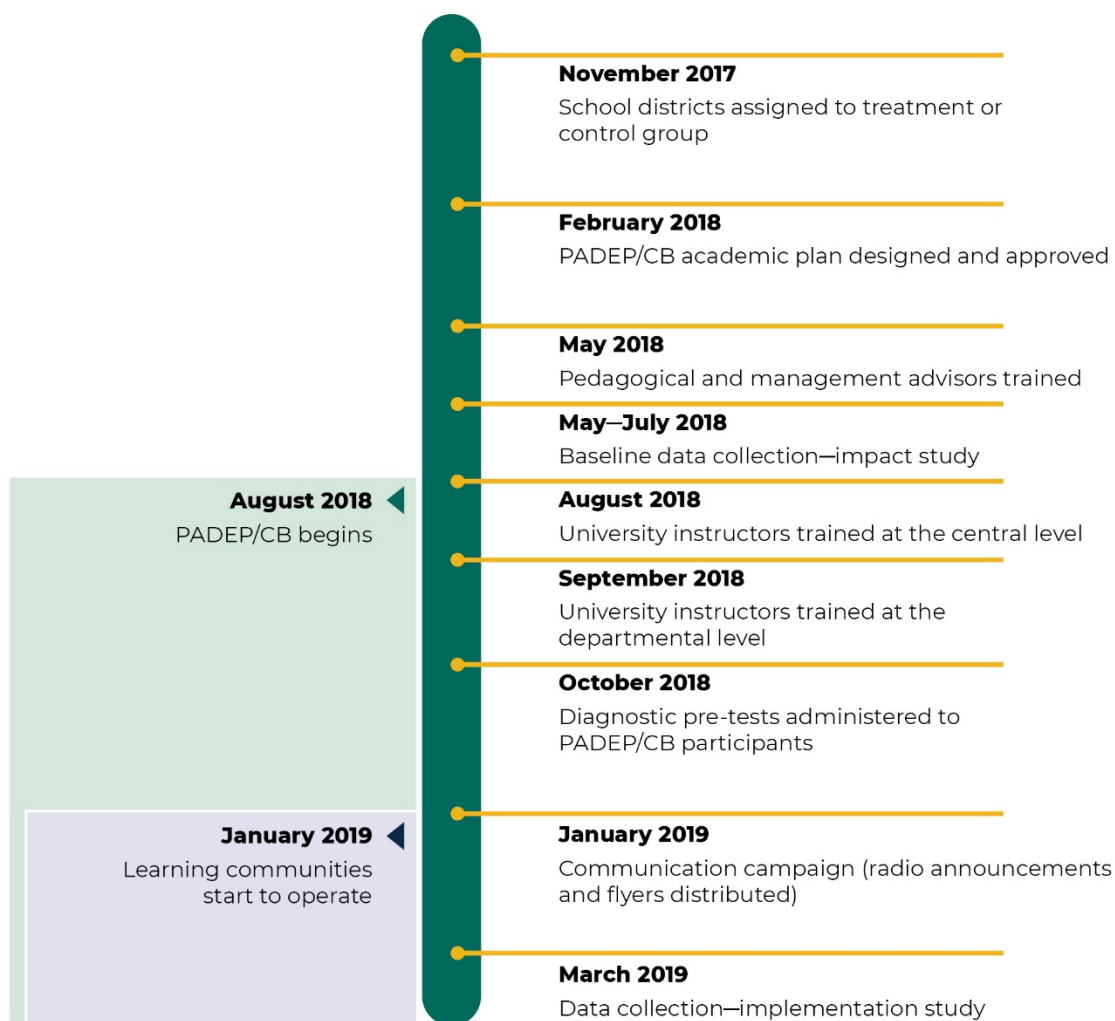 November 2017
School districts assigned to treatment or
control group
February 2018
PADEP/CB academic plan designed and approved
May 2018
Pedagogical and management advisors trained
May—July 2018
Baseline data collection—impact study
August 2018
PADEP/CB begins
August 2018
University instructors trained at the central level
September 2018
University instructors trained at the
departmental level
October 2018
Diagnostic pre-tests administered to
PADEP/CB participants
January 2019
Learning communities
start to operate
January 2019
Communication campaign (radio announcements
and flyers distributed)
March 2019
Data collection—implementation study